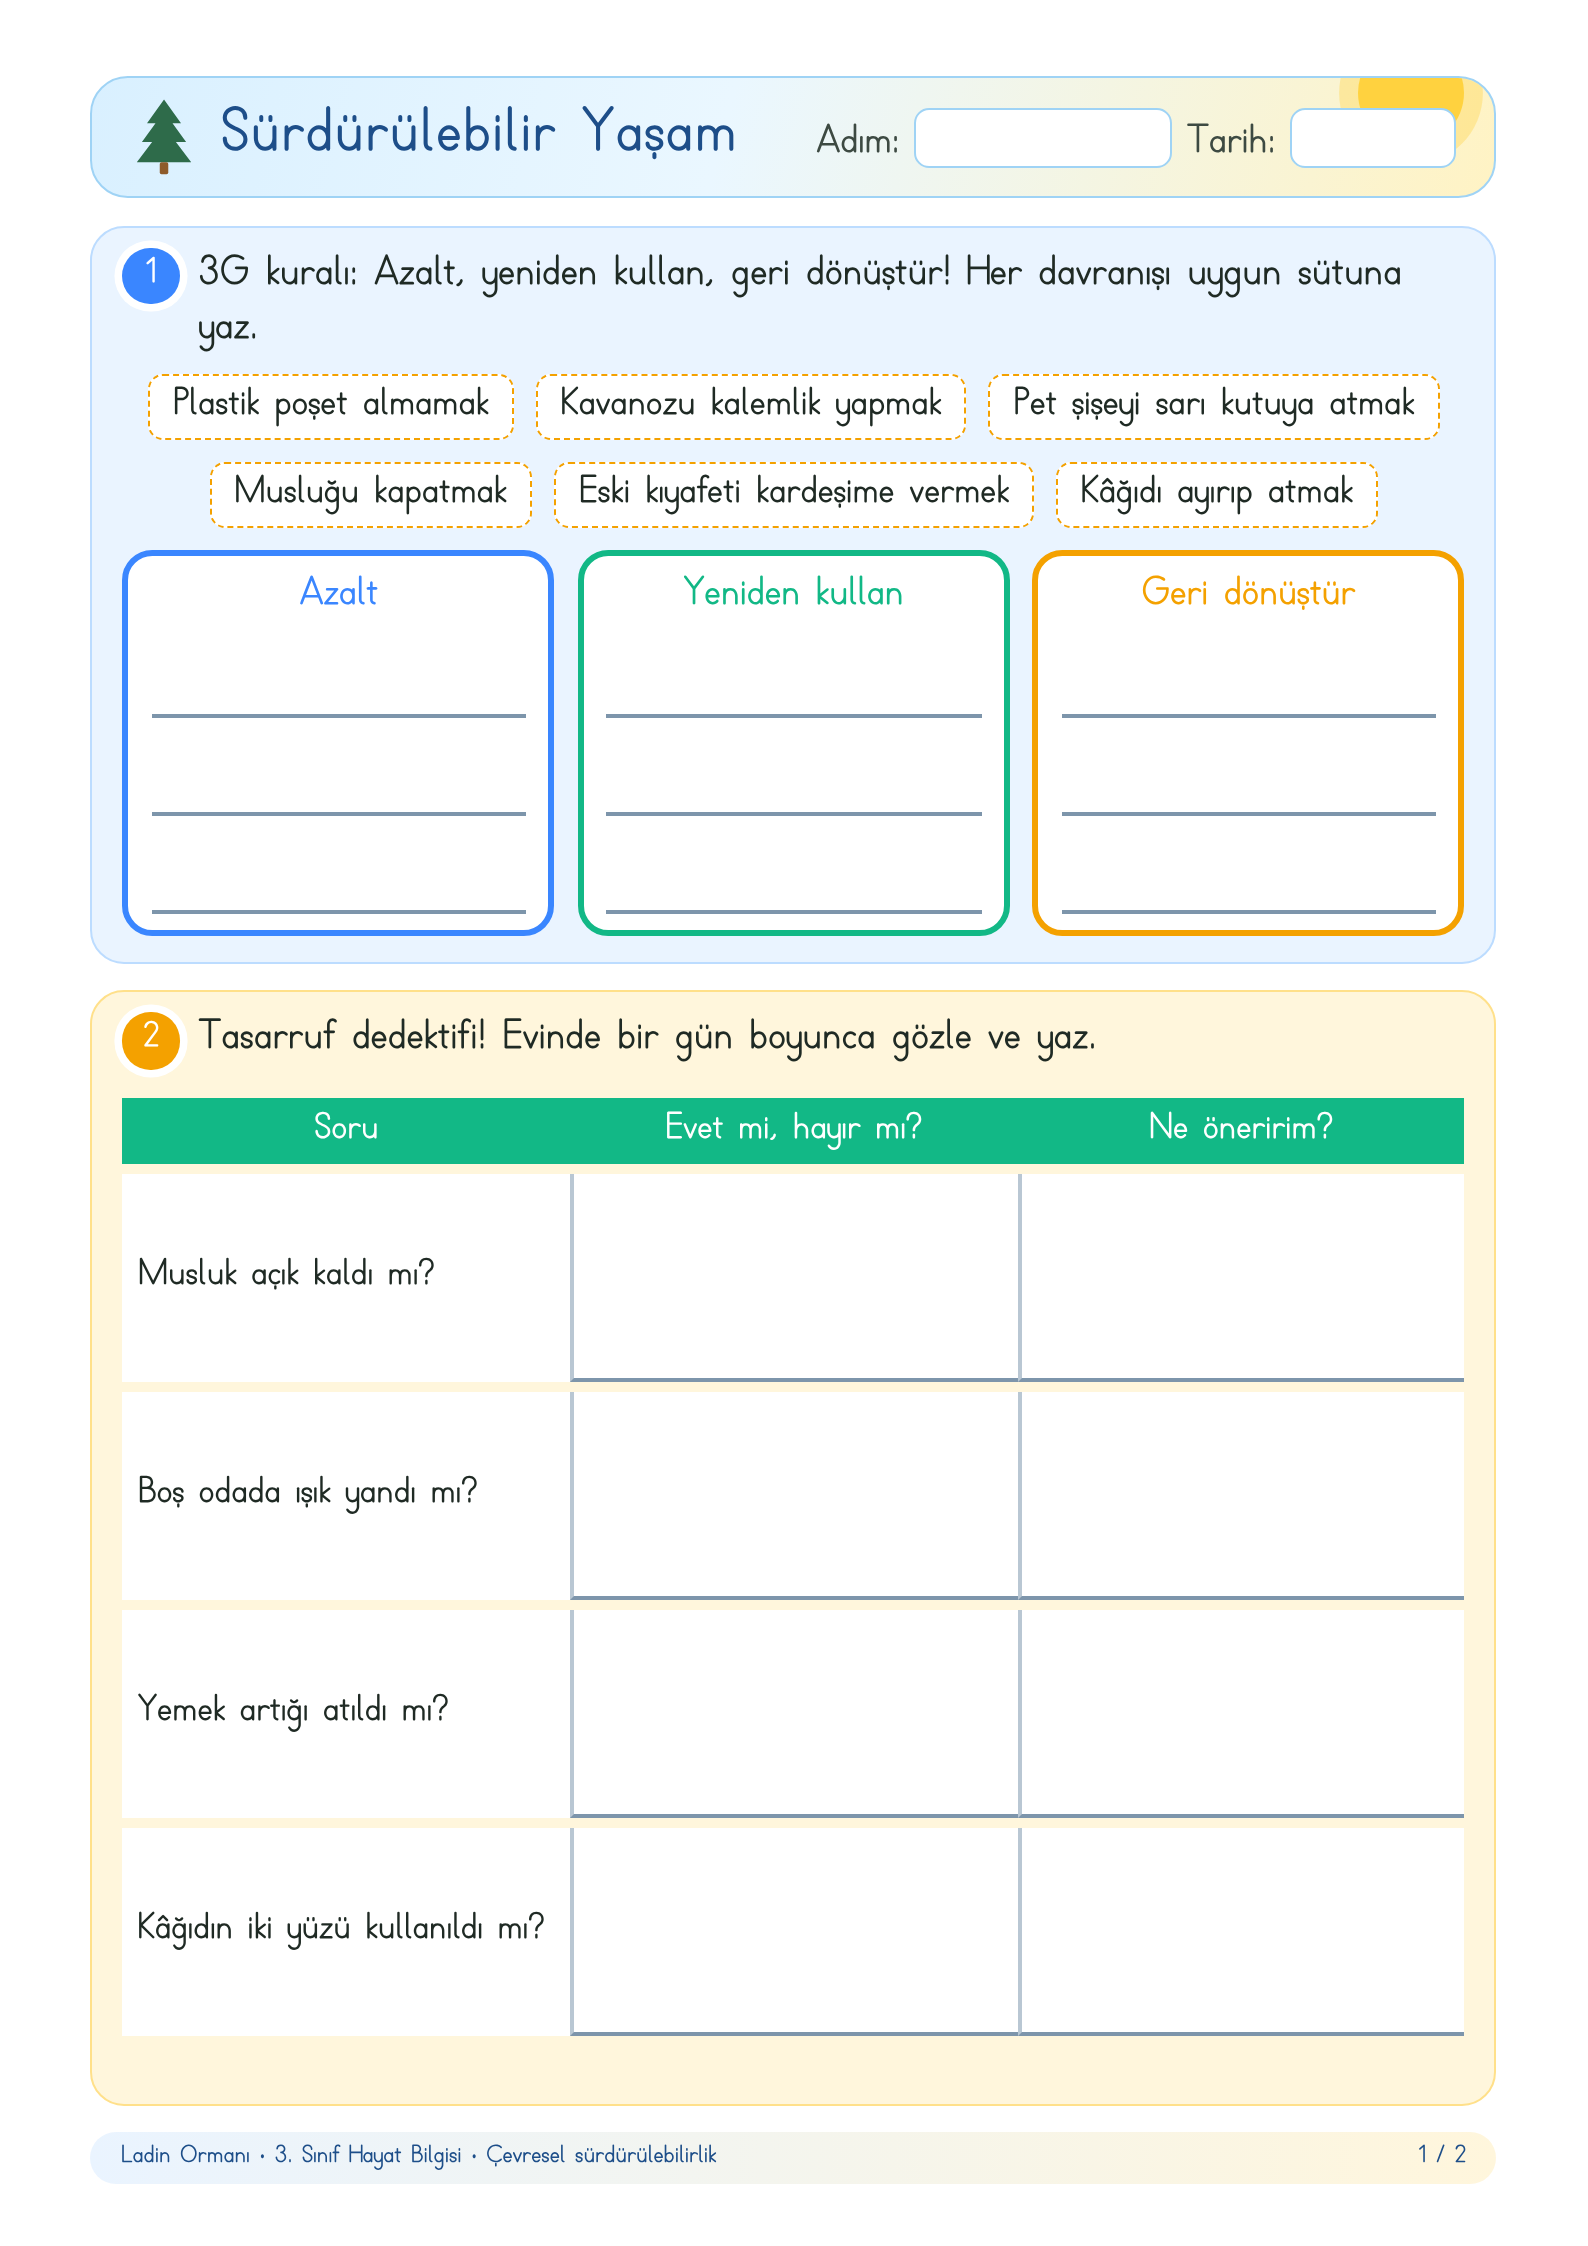 Sürdürülebilir Yaşam
Adım:
Tarih:
1
3G kuralı: Azalt, yeniden kullan, geri dönüştür! Her davranışı uygun sütuna
yaz.
Plastik poşet almamak
Kavanozu kalemlik yapmak
Pet şişeyi sarı kutuya atmak
Musluğu kapatmak
Eski kıyafeti kardeşime vermek
Kâğıdı ayırıp atmak
Azalt
Yeniden kullan
Geri dönüştür
2
Tasarruf dedektifi! Evinde bir gün boyunca gözle ve yaz.
Soru
Evet mi, hayır mı?
Ne öneririm?
Musluk açık kaldı mı?
Boş odada ışık yandı mı?
Yemek artığı atıldı mı?
Kâğıdın iki yüzü kullanıldı mı?
Ladin Ormanı • 3. Sınıf Hayat Bilgisi • Çevresel sürdürülebilirlik
1 / 2